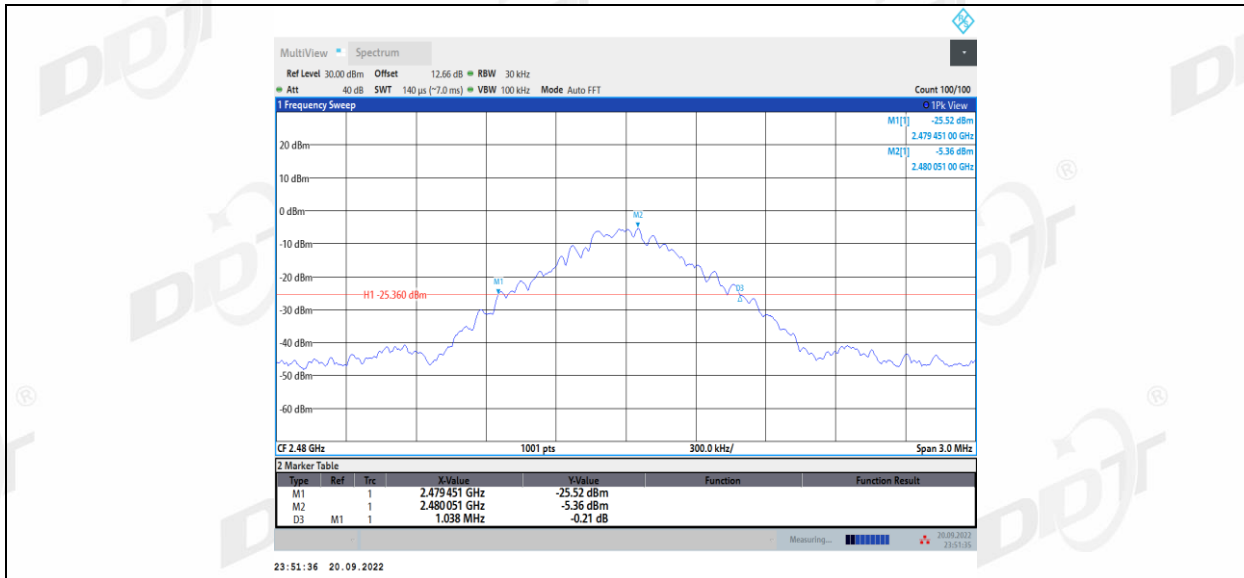 MultiView Spectrum
Ref Level 30.00 dBm Offset 12.66 dB RBW 30 kHz
Att 40 dB SWT 140 µs (~7.0 ms) VBW 100 kHz Mode Auto FFT Count 100/100
1 Frequency Sweep 1Pk View
M1[1] -25.52 dBm
2.479 451 00 GHz
20 dBm M2[1] -5.36 dBm
2.480 051 00 GHz
10 dBm
0 dBm
M2
-10 dBm
-20 dBm
M1
D3
H1 -25.360 dBm
-30 dBm
-40 dBm
-50 dBm
-60 dBm
CF 2.48 GHz 1001 pts 300.0 kHz/ Span 3.0 MHz
2 Marker Table
Type Ref Trc X-Value Y-Value Function Function Result
M1 1 2.479 451 GHz -25.52 dBm
M2 1 2.480 051 GHz -5.36 dBm
D3 M1 1 1.038 MHz -0.21 dB
Measuring... 20.09.2022
23:51:35
23:51:36 20.09.2022
DDT ®